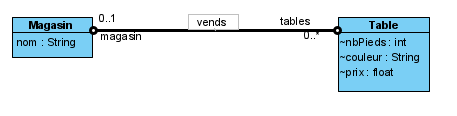 Magasin
nom : String
0..1
magasin
vends
tables
0..*
Table
~nbPieds : int
~couleur : String
~prix : float